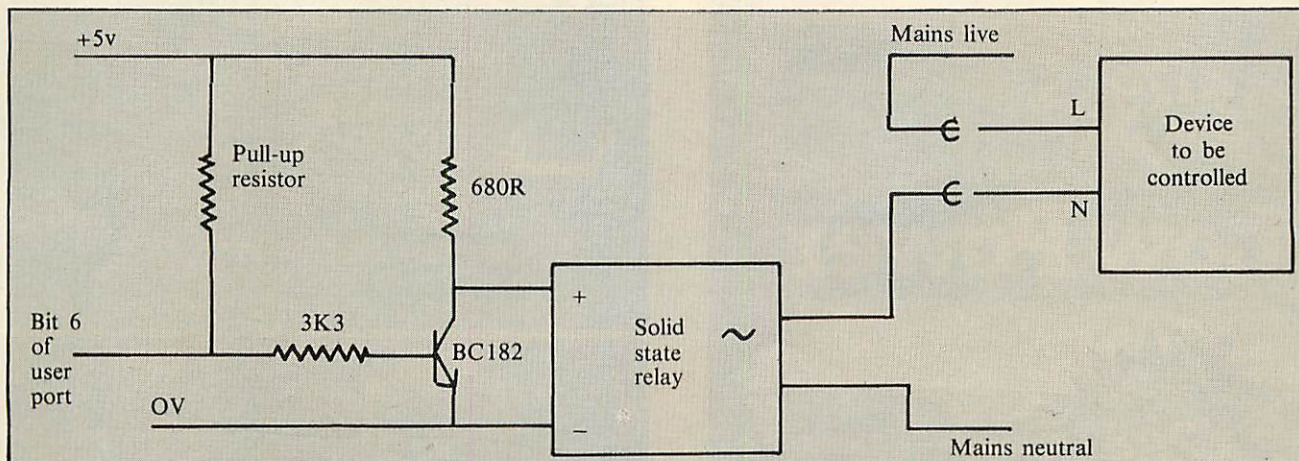 +5v
Pull-up
resistor
680R
Bit 6
of
user
port
3K3
BC182
OV
+
−
Solid
state
relay
~
Mains live
L
N
Device
to be
controlled
Mains neutral